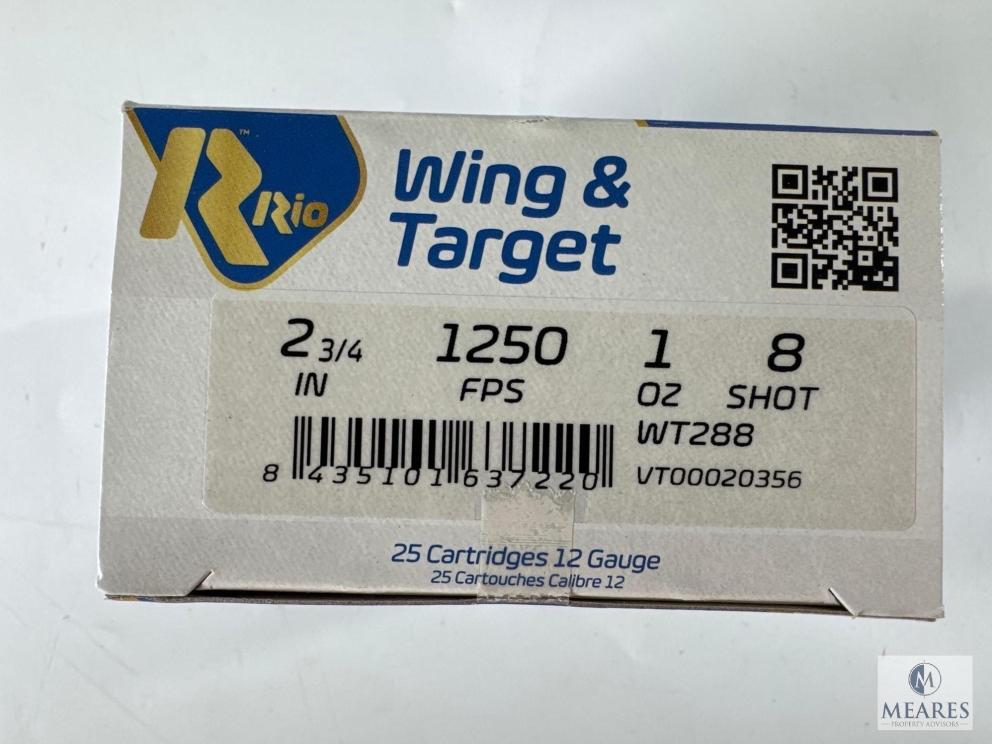 ™
Rio
Wing &
Target
2 3/4 1250 1 8
IN FPS OZ SHOT
WT288
8 435101 637220 VT00020356
25 Cartridges 12 Gauge
25 Cartouches Calibre 12
M
MEARES
PROPERTY ADVISORS